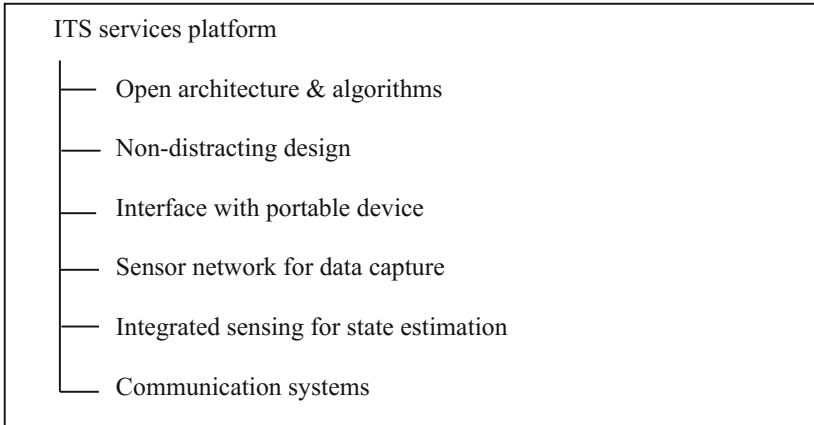 ITS services platform
Open architecture & algorithms
Non-distracting design
Interface with portable device
Sensor network for data capture
Integrated sensing for state estimation
Communication systems